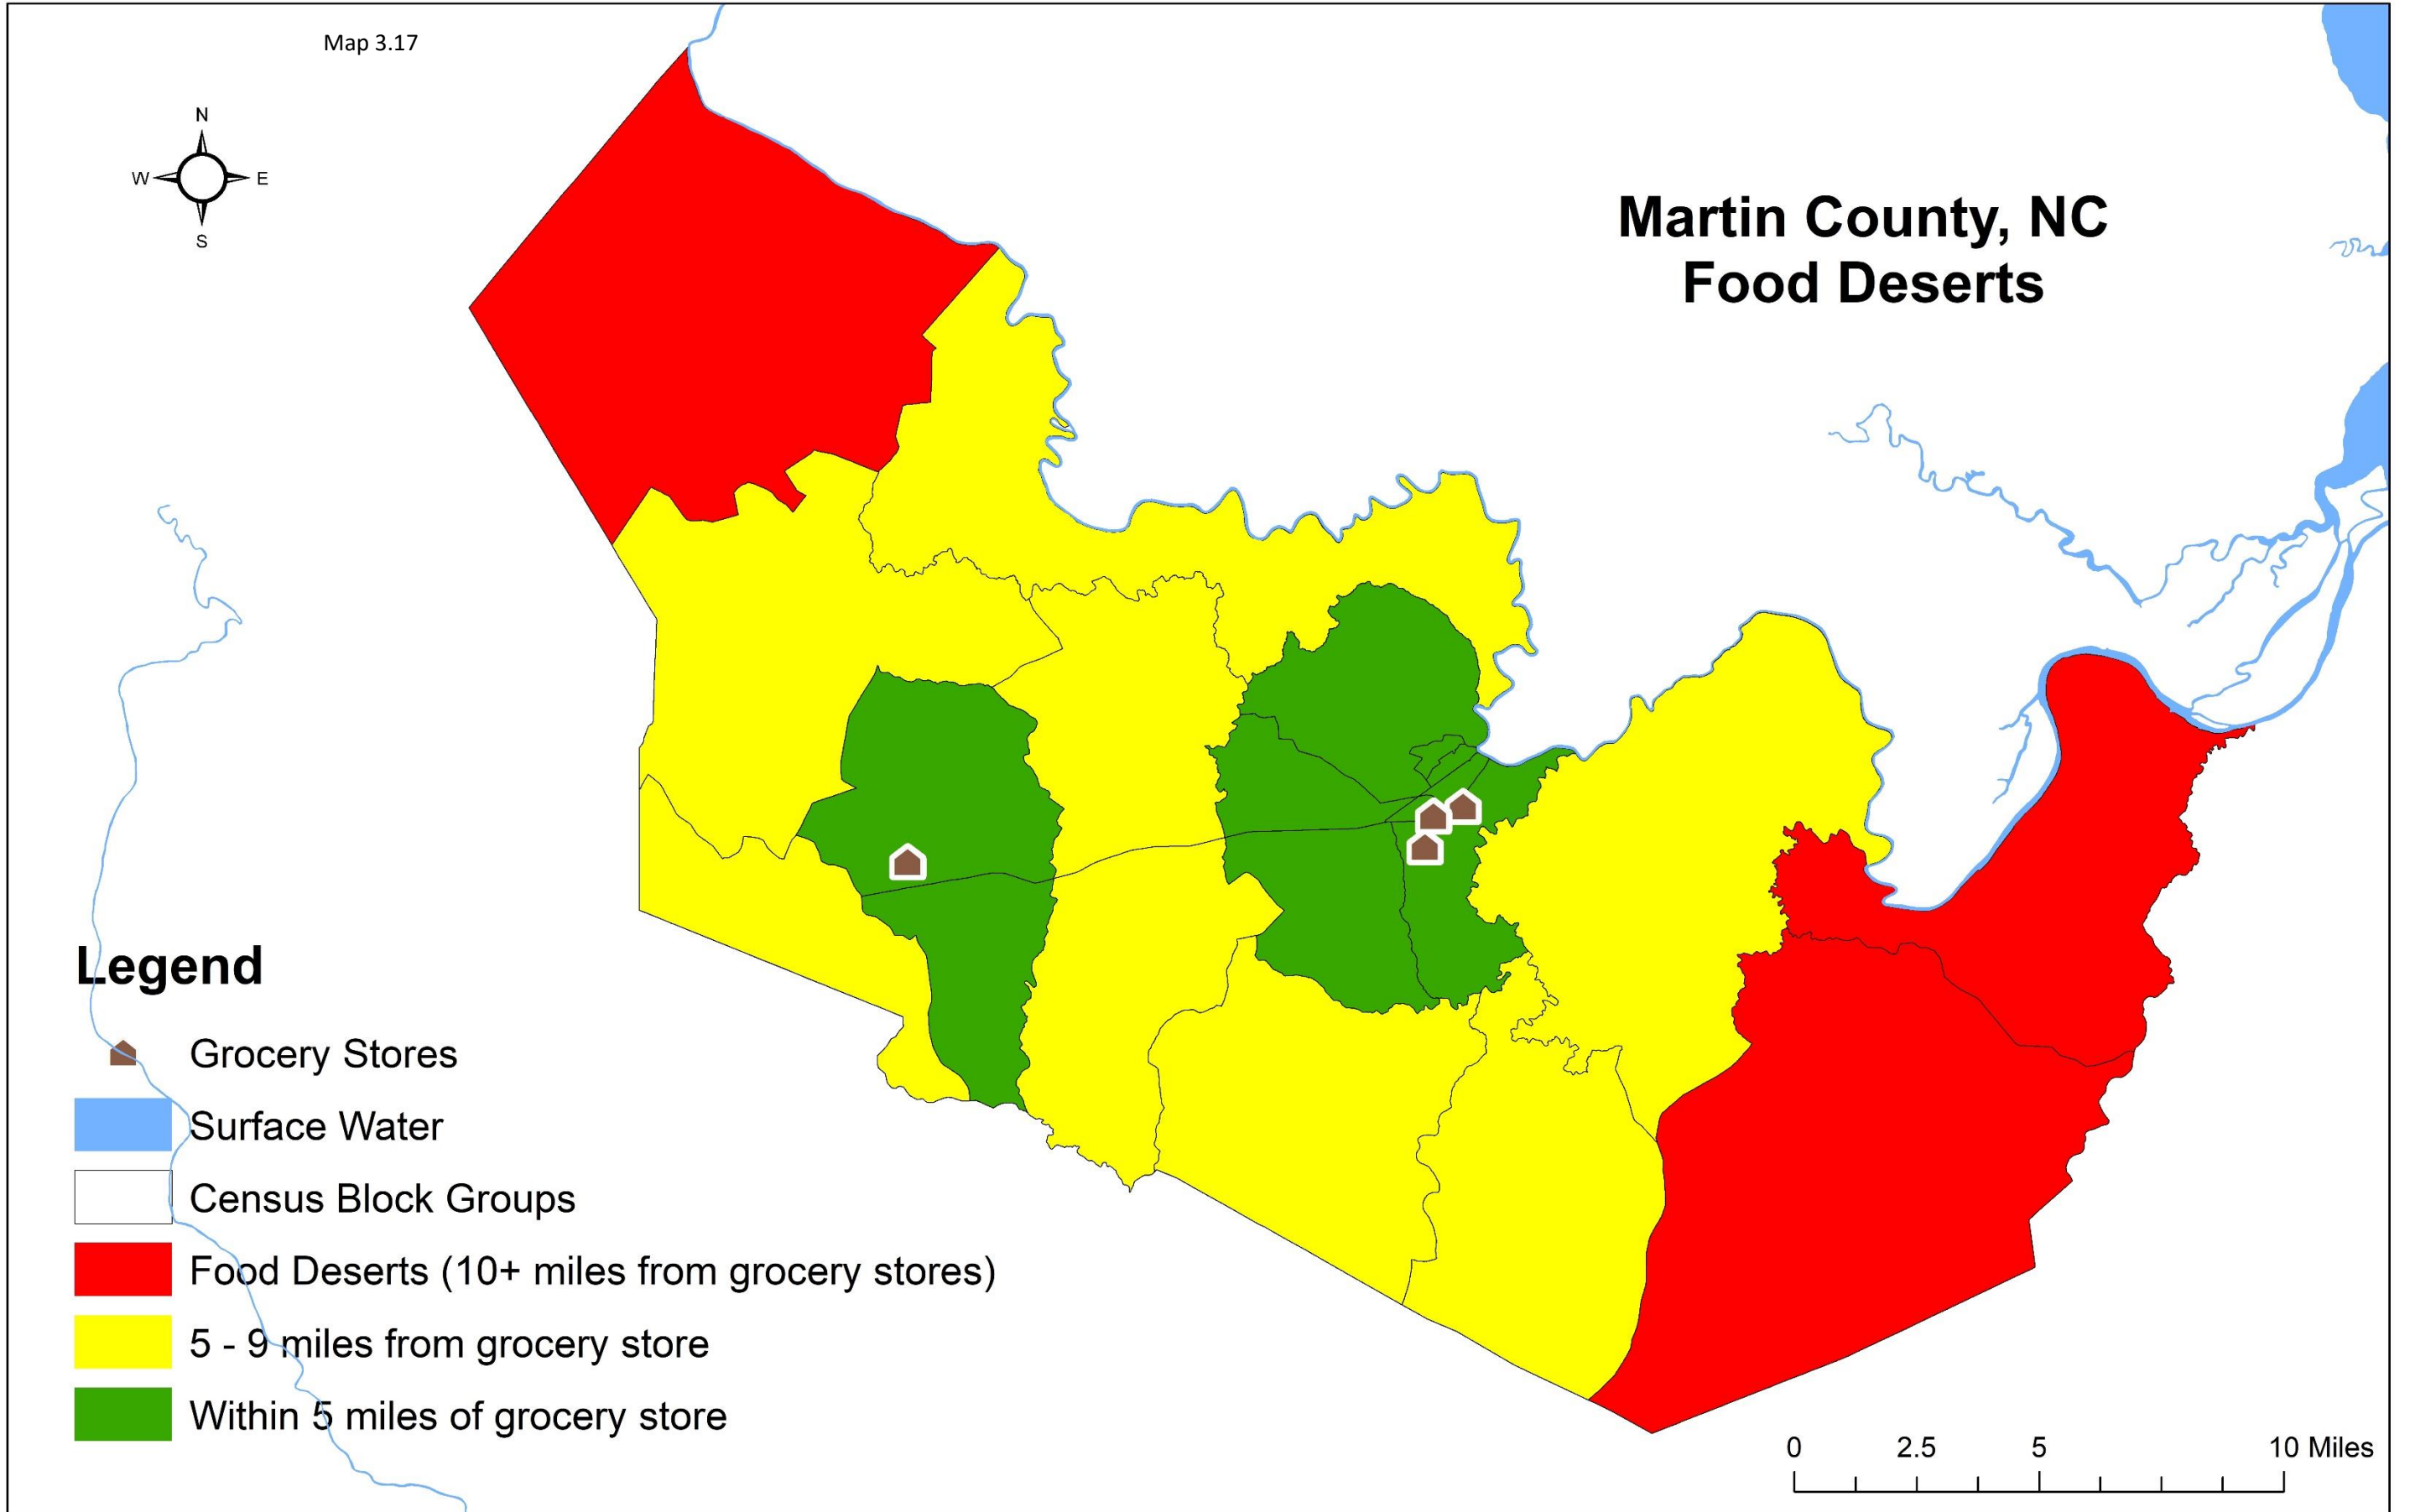 Map 3.17
N
W E
S
Martin County, NC
Food Deserts
Legend
Grocery Stores
Surface Water
Census Block Groups
Food Deserts (10+ miles from grocery stores)
5 - 9 miles from grocery store
Within 5 miles of grocery store
0 2.5 5 10 Miles